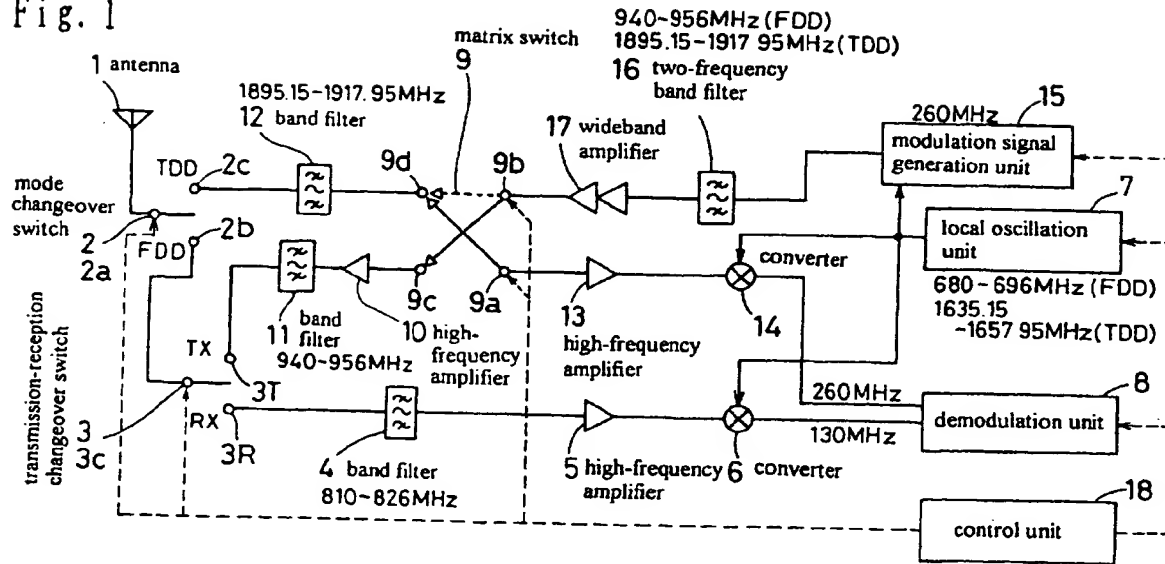 Fig. 1
940~956MHz(FDD)
1895.15-1917 95MHz(TDD)
16 two-frequency
band filter
matrix switch
9
1 antenna
1895.15-1917.95MHz
12 band filter
17 wideband
amplifier
260MHz
15
modulation signal
generation unit
TDD
2c
9d
9b
mode
changeover
switch
2
2a
FDD
2b
7
local oscillation
unit
680-696MHz(FDD)
1635.15
~1657 95MHz(TDD)
converter
14
9c
9a
13
high-frequency
amplifier
11
band
filter
940-956MHz
10 high-
frequency
amplifier
TX
3T
transmission-reception
changeover switch
3
3c
RX
3R
4 band filter
810~826MHz
5 high-frequency
amplifier
6 converter
260MHz
130MHz
8
demodulation unit
18
control unit